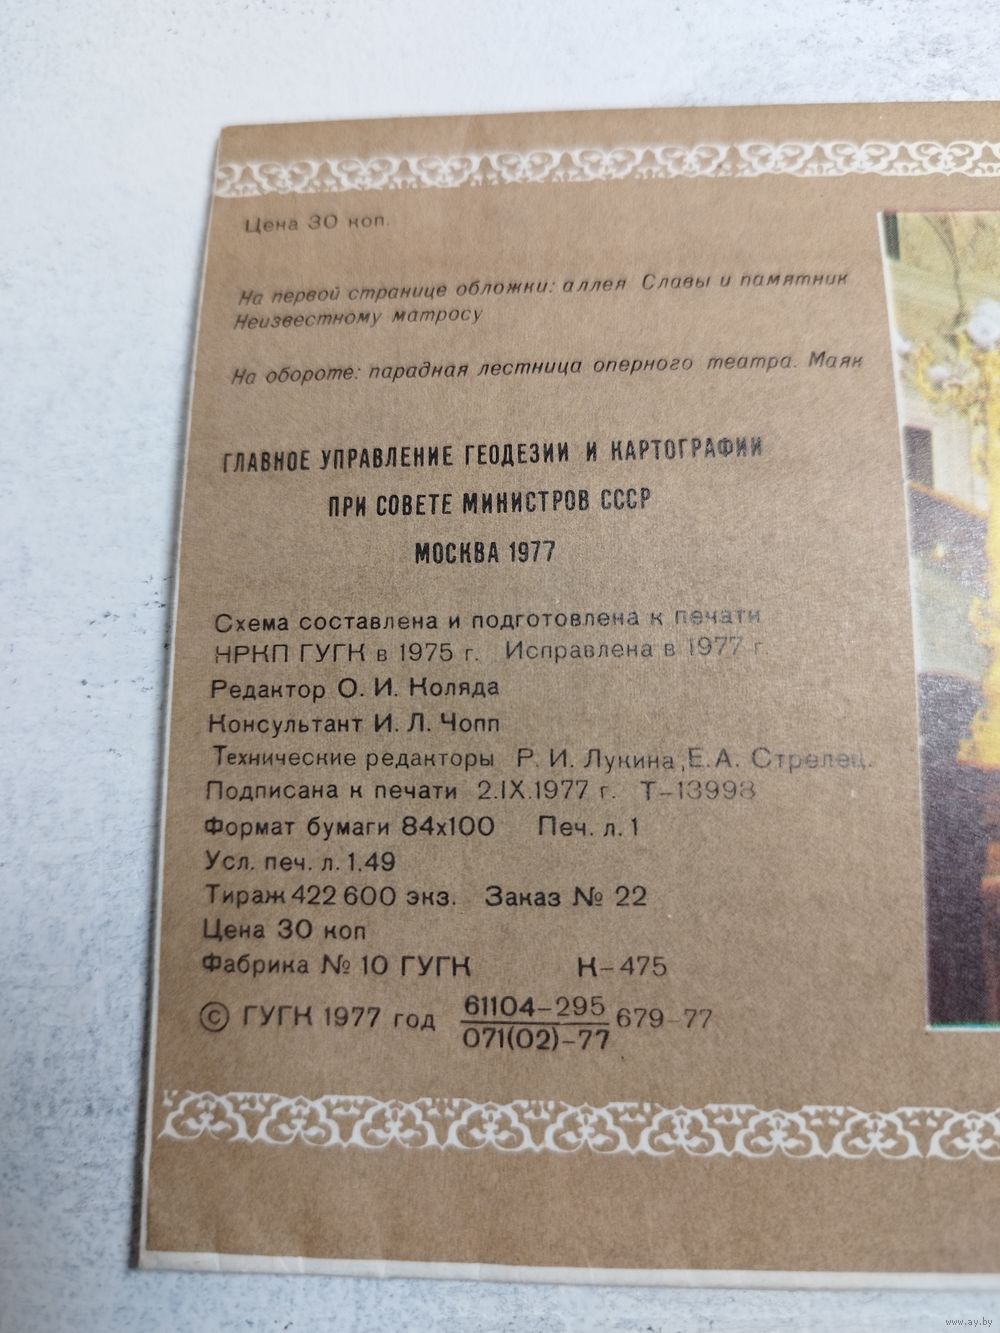 Цена 30 коп.
На первой странице обложки: аллея Славы и памятник
Неизвестному матросу
На обороте: парадная лестница оперного театра. Маяк
ГЛАВНОЕ УПРАВЛЕНИЕ ГЕОДЕЗИИ И КАРТОГРАФИИ
ПРИ СОВЕТЕ МИНИСТРОВ СССР
МОСКВА 1977
Схема составлена и подготовлена к печати
НРКП ГУГК в 1975 г. Исправлена в 1977 г.
Редактор О. И. Коляда
Консультант И. Л. Чопп
Технические редакторы Р. И. Лукина, Е.А. Стрелец.
Подписана к печати 2.IX.1977 г. Т-13998
Формат бумаги 84х100 Печ. л. 1
Усл. печ. л. 1.49
Тираж 422 600 экз. Заказ № 22
Цена 30 коп
Фабрика № 10 ГУГК К-475
© ГУГК 1977 год 61104-295 679-77
071(02)-77
www.ay.by